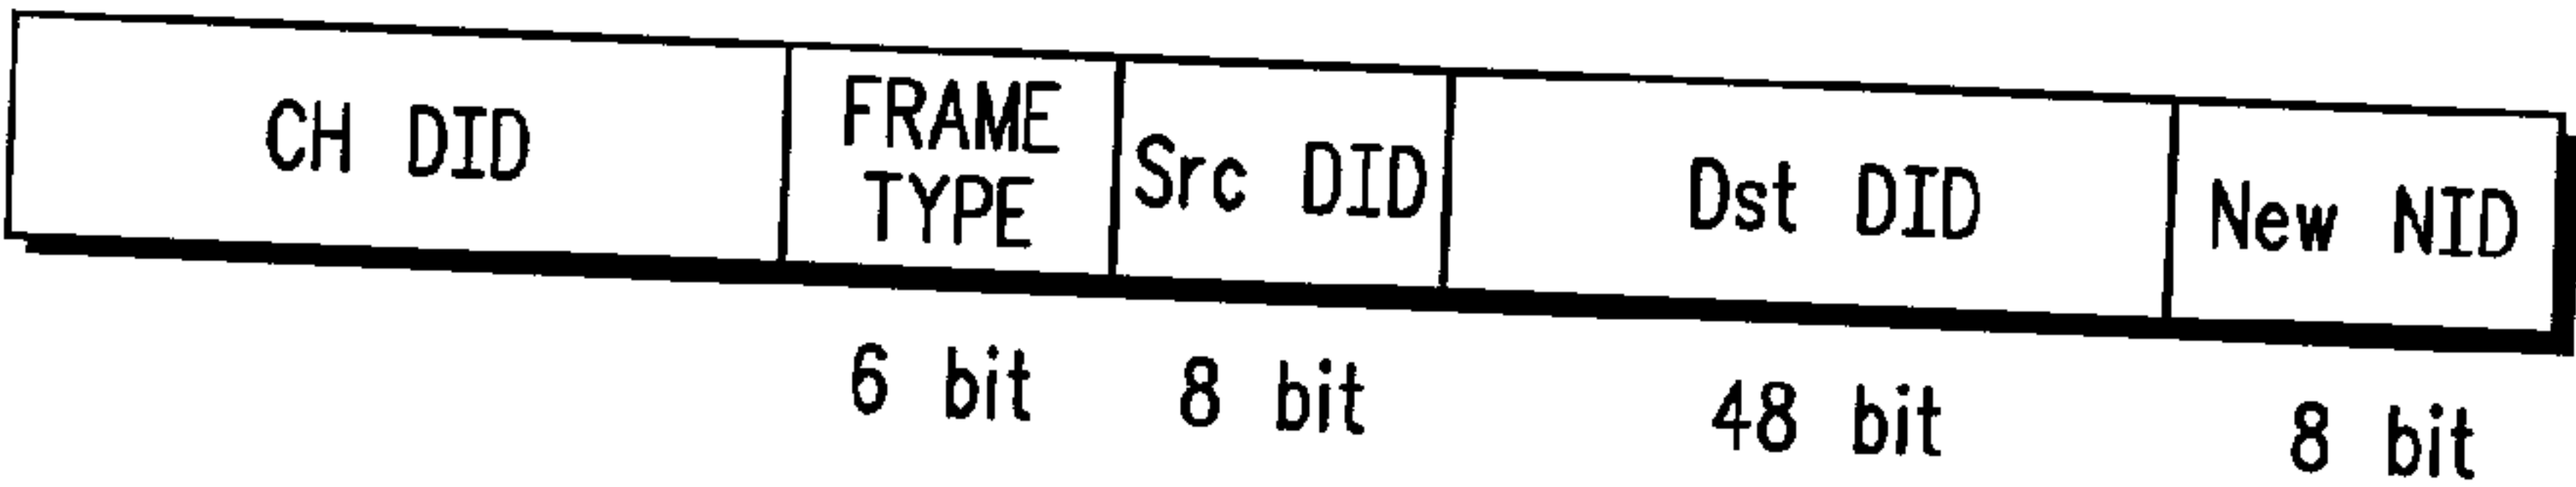 CH DID
FRAME
TYPE
Src DID
Dst DID
New NID
6 bit
8 bit
48 bit
8 bit